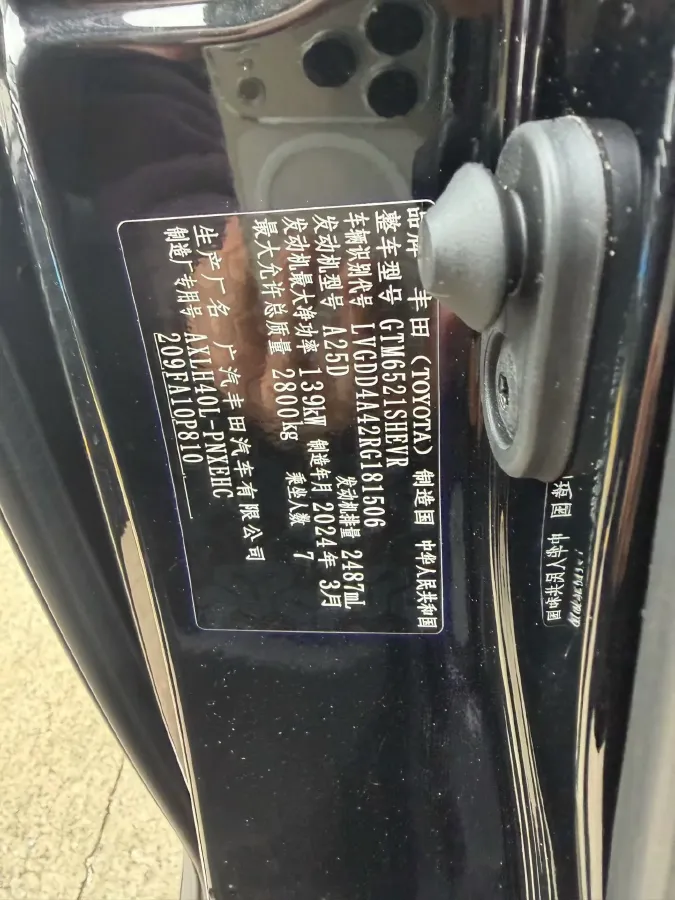 品牌 丰田（TOYOTA） 制造国 中华人民共和国
整车型号 GTM6521SHEVR
车辆识别代号 LVGDD4A42RG181506
发动机型号 A25D 发动机排量 2487mL
发动机最大净功率 139kW 制造年月 2024年 3月
最大允许总质量 2800kg 乘坐人数 7
生产厂名 广汽丰田汽车有限公司
制造厂专用号 AXLH40L-PNXEHC
209EA10P810